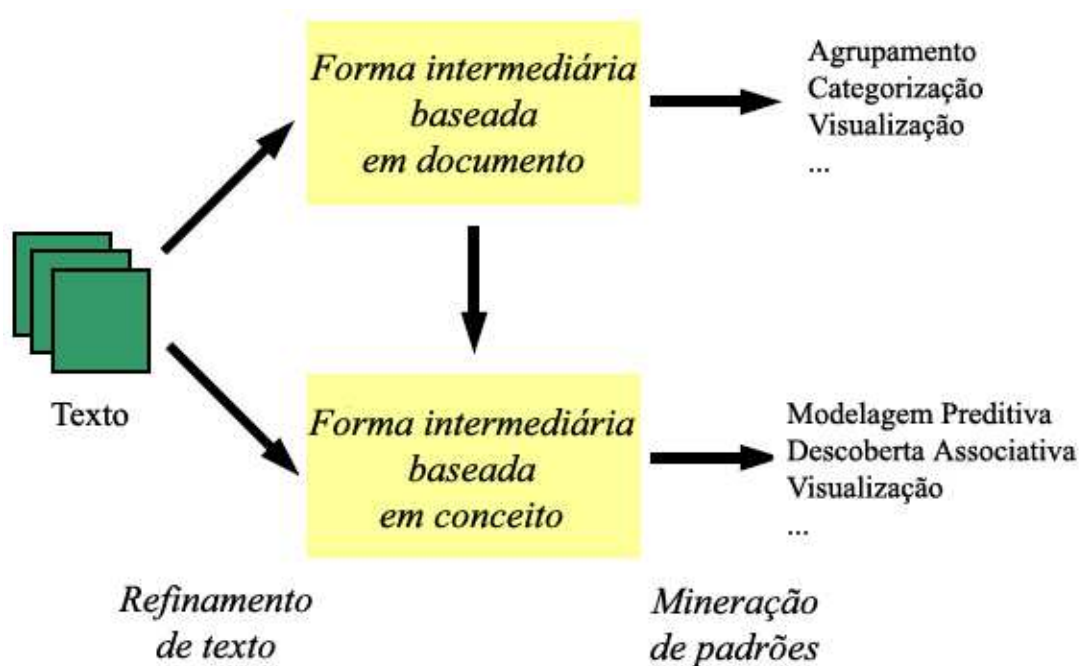 Forma intermediária
baseada
em documento
Agrupamento
Categorização
Visualização
...
Texto
Forma intermediária
baseada
em conceito
Modelagem Preditiva
Descoberta Associativa
Visualização
...
Refinamento
de texto
Mineração
de padrões